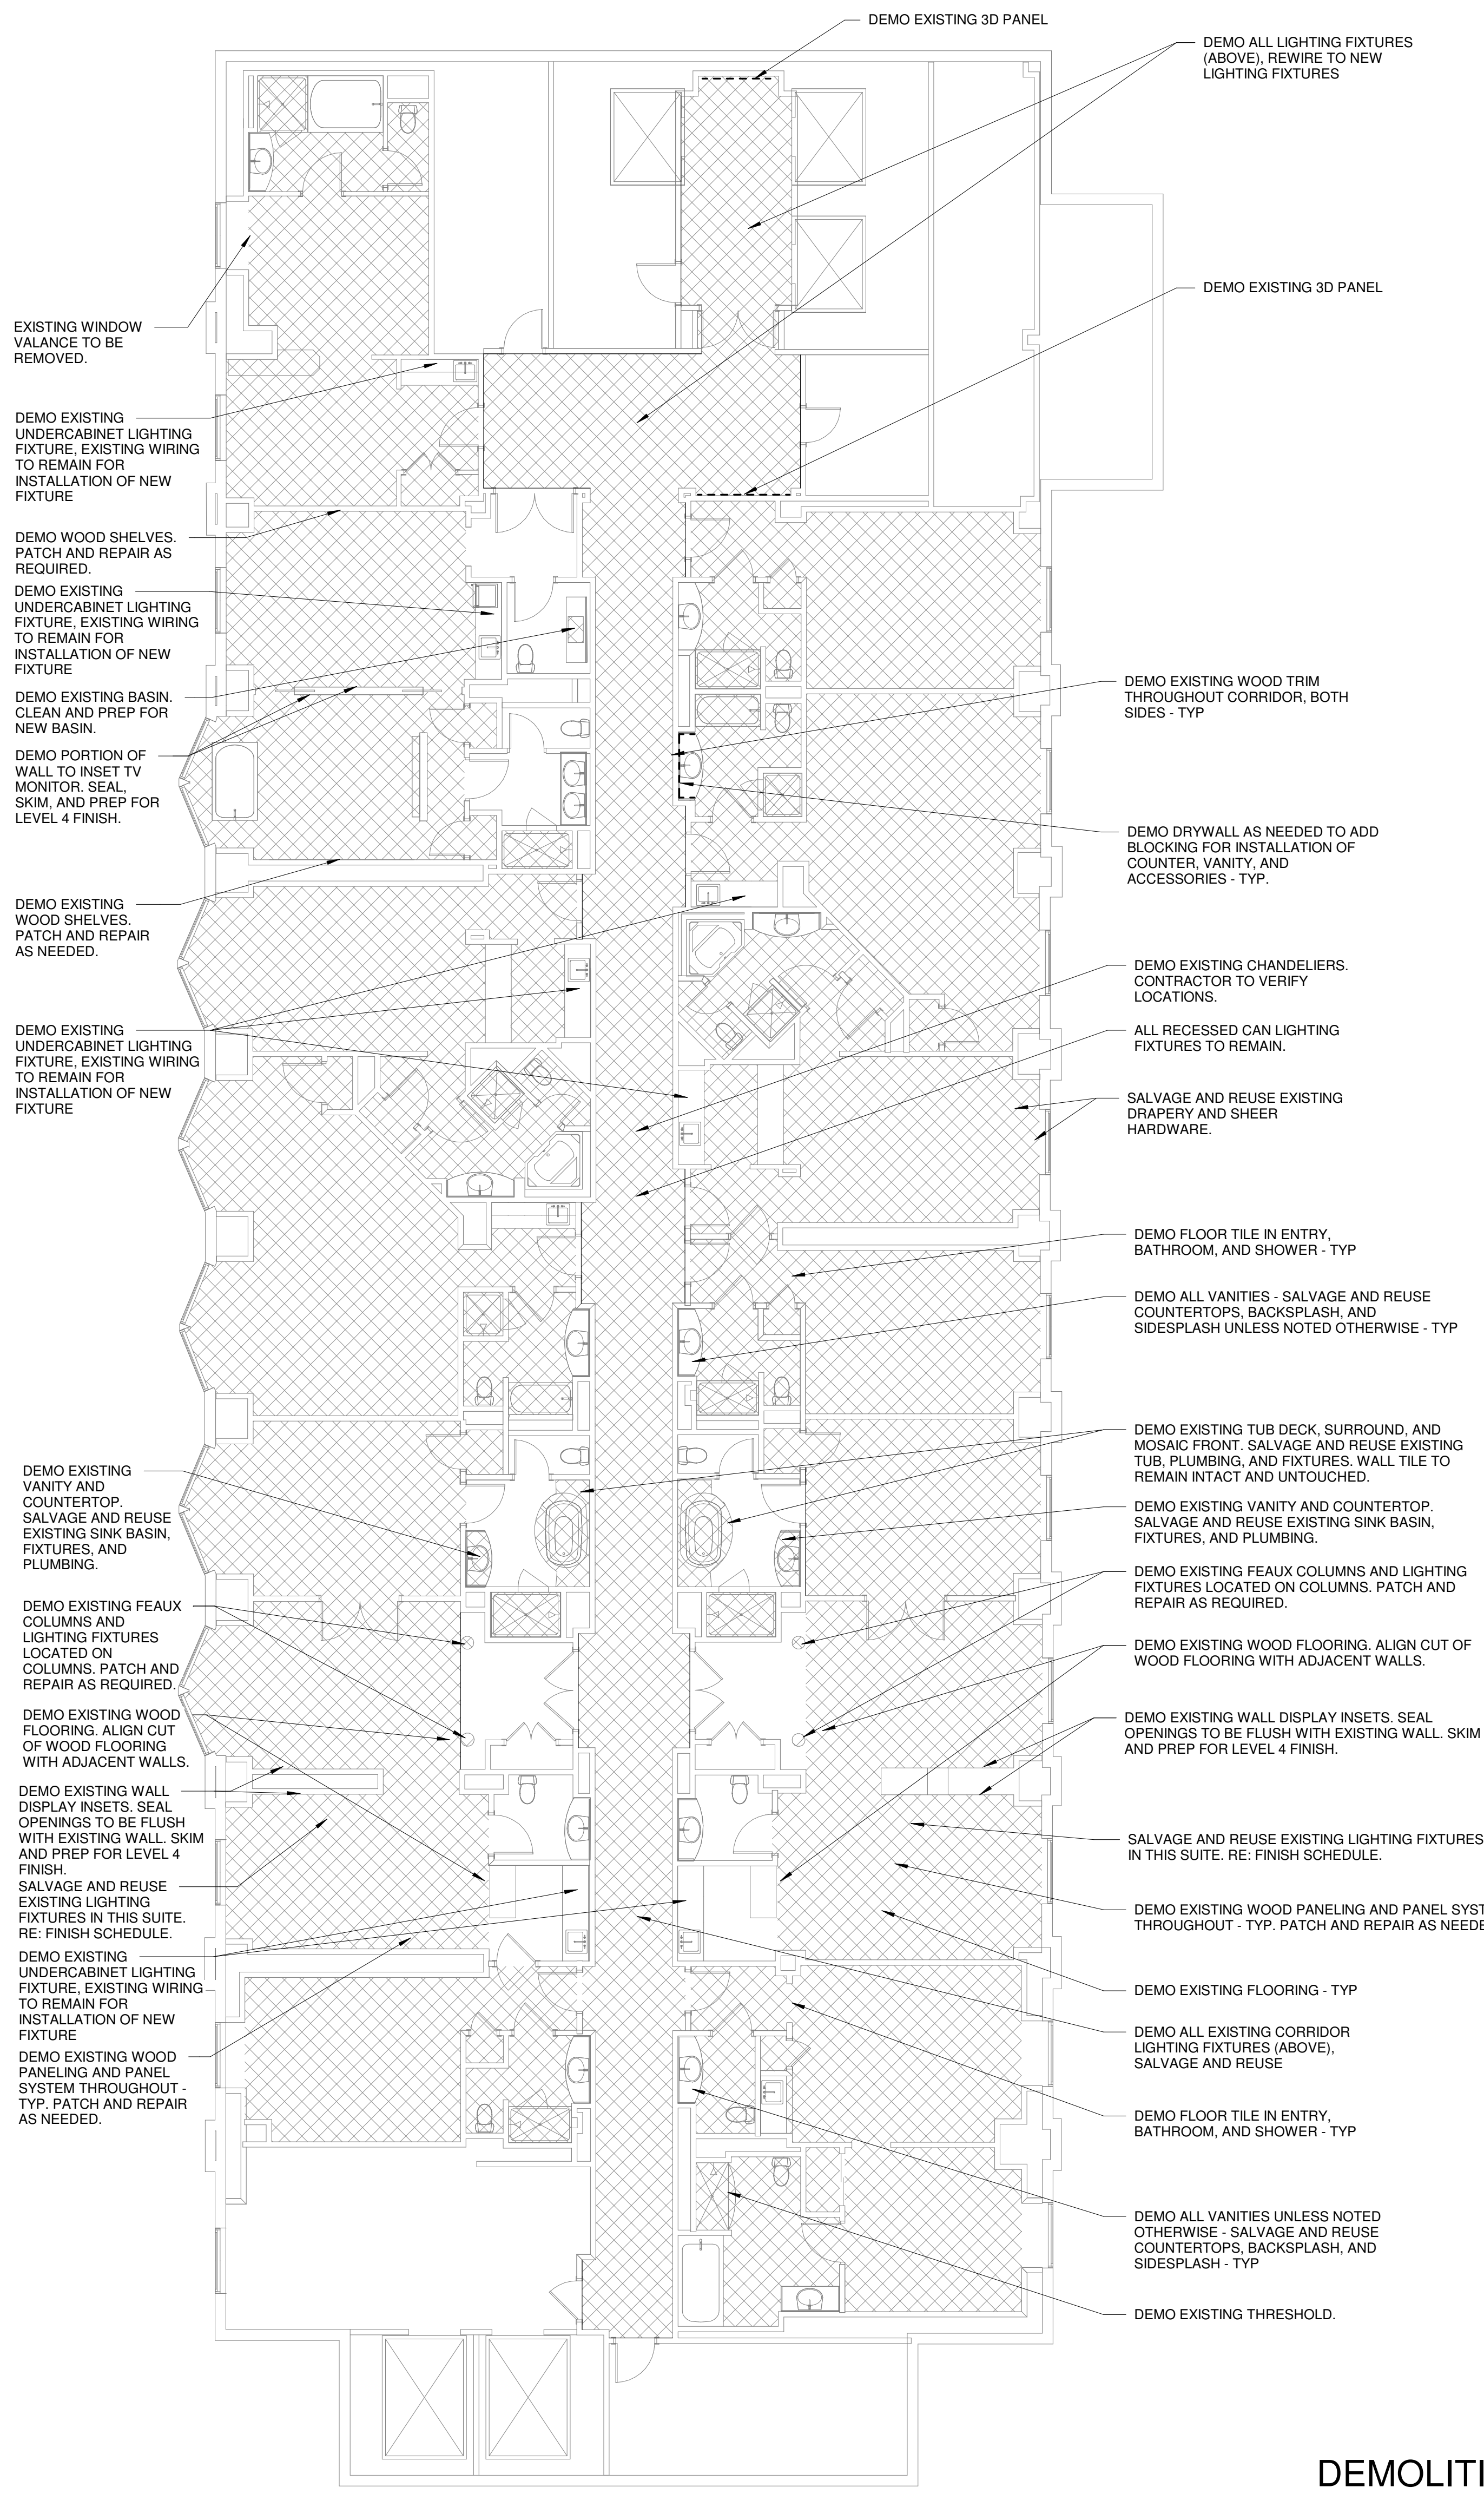 DEMO EXISTING 3D PANEL
DEMO ALL LIGHTING FIXTURES
(ABOVE), REWIRE TO NEW
LIGHTING FIXTURES
DEMO EXISTING 3D PANEL
EXISTING WINDOW
VALANCE TO BE
REMOVED.
DEMO EXISTING
UNDERCABINET LIGHTING
FIXTURE, EXISTING WIRING
TO REMAIN FOR
INSTALLATION OF NEW
FIXTURE
DEMO WOOD SHELVES.
PATCH AND REPAIR AS
REQUIRED.
DEMO EXISTING
UNDERCABINET LIGHTING
FIXTURE, EXISTING WIRING
TO REMAIN FOR
INSTALLATION OF NEW
FIXTURE
DEMO EXISTING BASIN.
CLEAN AND PREP FOR
NEW BASIN.
DEMO PORTION OF
WALL TO INSET TV
MONITOR. SEAL,
SKIM, AND PREP FOR
LEVEL 4 FINISH.
DEMO EXISTING
WOOD SHELVES.
PATCH AND REPAIR
AS NEEDED.
DEMO EXISTING
UNDERCABINET LIGHTING
FIXTURE, EXISTING WIRING
TO REMAIN FOR
INSTALLATION OF NEW
FIXTURE
DEMO EXISTING
VANITY AND
COUNTERTOP.
SALVAGE AND REUSE
EXISTING SINK BASIN,
FIXTURES, AND
PLUMBING.
DEMO EXISTING FEAUX
COLUMNS AND
LIGHTING FIXTURES
LOCATED ON
COLUMNS. PATCH AND
REPAIR AS REQUIRED.
DEMO EXISTING WOOD
FLOORING. ALIGN CUT
OF WOOD FLOORING
WITH ADJACENT WALLS.
DEMO EXISTING WALL
DISPLAY INSETS. SEAL
OPENINGS TO BE FLUSH
WITH EXISTING WALL. SKIM
AND PREP FOR LEVEL 4
FINISH.
SALVAGE AND REUSE
EXISTING LIGHTING
FIXTURES IN THIS SUITE.
RE: FINISH SCHEDULE.
DEMO EXISTING
UNDERCABINET LIGHTING
FIXTURE, EXISTING WIRING
TO REMAIN FOR
INSTALLATION OF NEW
FIXTURE
DEMO EXISTING WOOD
PANELING AND PANEL
SYSTEM THROUGHOUT -
TYP. PATCH AND REPAIR
AS NEEDED.
DEMO EXISTING WOOD TRIM
THROUGHOUT CORRIDOR, BOTH
SIDES - TYP
DEMO DRYWALL AS NEEDED TO ADD
BLOCKING FOR INSTALLATION OF
COUNTER, VANITY, AND
ACCESSORIES - TYP.
DEMO EXISTING CHANDELIERS.
CONTRACTOR TO VERIFY
LOCATIONS.
ALL RECESSED CAN LIGHTING
FIXTURES TO REMAIN.
SALVAGE AND REUSE EXISTING
DRAPERY AND SHEER
HARDWARE.
DEMO FLOOR TILE IN ENTRY,
BATHROOM, AND SHOWER - TYP
DEMO ALL VANITIES - SALVAGE AND REUSE
COUNTERTOPS, BACKSPLASH, AND
SIDESPLASH UNLESS NOTED OTHERWISE - TYP
DEMO EXISTING TUB DECK, SURROUND, AND
MOSAIC FRONT. SALVAGE AND REUSE EXISTING
TUB, PLUMBING, AND FIXTURES. WALL TILE TO
REMAIN INTACT AND UNTOUCHED.
DEMO EXISTING VANITY AND COUNTERTOP.
SALVAGE AND REUSE EXISTING SINK BASIN,
FIXTURES, AND PLUMBING.
DEMO EXISTING FEAUX COLUMNS AND LIGHTING
FIXTURES LOCATED ON COLUMNS. PATCH AND
REPAIR AS REQUIRED.
DEMO EXISTING WOOD FLOORING. ALIGN CUT OF
WOOD FLOORING WITH ADJACENT WALLS.
DEMO EXISTING WALL DISPLAY INSETS. SEAL
OPENINGS TO BE FLUSH WITH EXISTING WALL. SKIM
AND PREP FOR LEVEL 4 FINISH.
SALVAGE AND REUSE EXISTING LIGHTING FIXTURES
IN THIS SUITE. RE: FINISH SCHEDULE.
DEMO EXISTING WOOD PANELING AND PANEL SYST
THROUGHOUT - TYP. PATCH AND REPAIR AS NEEDE
DEMO EXISTING FLOORING - TYP
DEMO ALL EXISTING CORRIDOR
LIGHTING FIXTURES (ABOVE),
SALVAGE AND REUSE
DEMO FLOOR TILE IN ENTRY,
BATHROOM, AND SHOWER - TYP
DEMO ALL VANITIES UNLESS NOTED
OTHERWISE - SALVAGE AND REUSE
COUNTERTOPS, BACKSPLASH, AND
SIDESPLASH - TYP
DEMO EXISTING THRESHOLD.
DEMOLITI